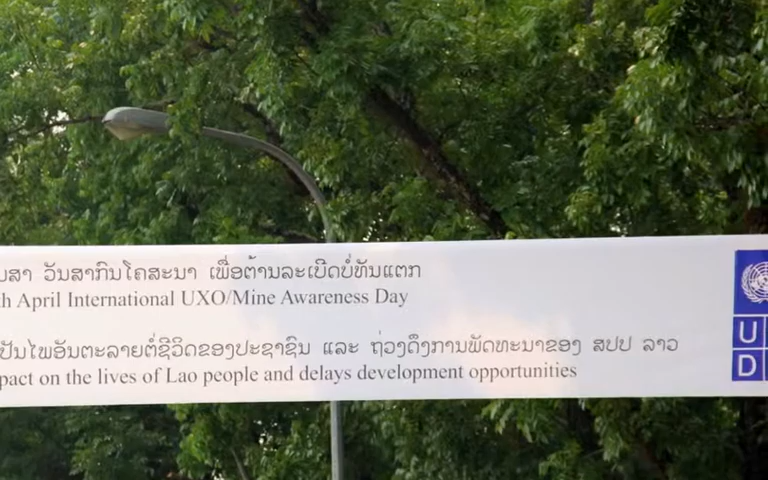 ວັນສາກົນໂຄສະນາ ເພື່ອຕ້ານລະເບີດບໍ່ທັນແຕກ
th April International UXO/Mine Awareness Day
ເປັນໄພອັນຕະລາຍຕໍ່ຊີວິດຂອງປະຊາຊົນ ແລະ ຖ່ວງດຶງການພັດທະນາຂອງ ສປປ ລາວ
pact on the lives of Lao people and delays development opportunities
U
D